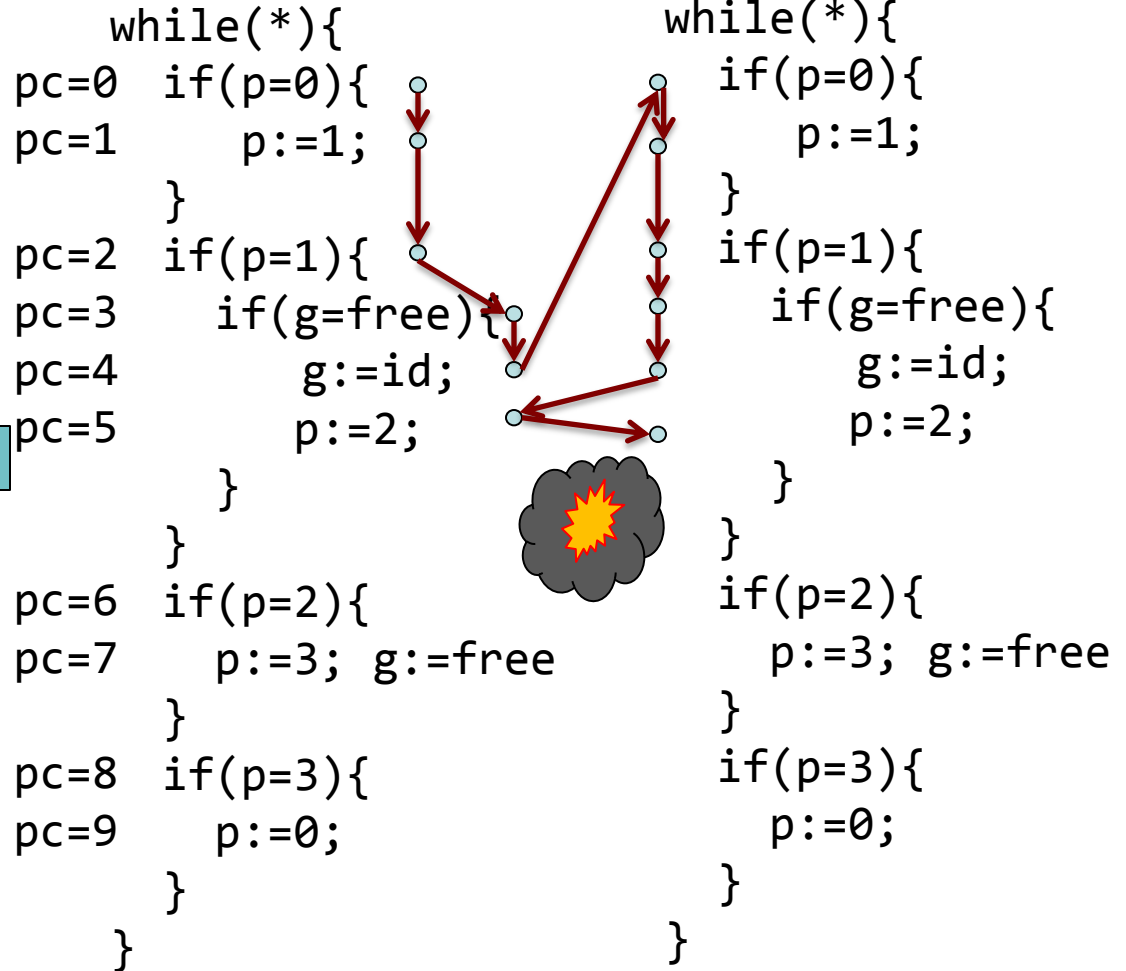 while(*){
pc=0 if(p=0){
pc=1 p:=1;
}
pc=2 if(p=1){
pc=3 if(g=free){
pc=4 g:=id;
pc=5 p:=2;
}
}
pc=6 if(p=2){
pc=7 p:=3; g:=free
}
pc=8 if(p=3){
pc=9 p:=0;
}
}
while(*){
if(p=0){
p:=1;
}
if(p=1){
if(g=free){
g:=id;
p:=2;
}
}
if(p=2){
p:=3; g:=free
}
if(p=3){
p:=0;
}
}